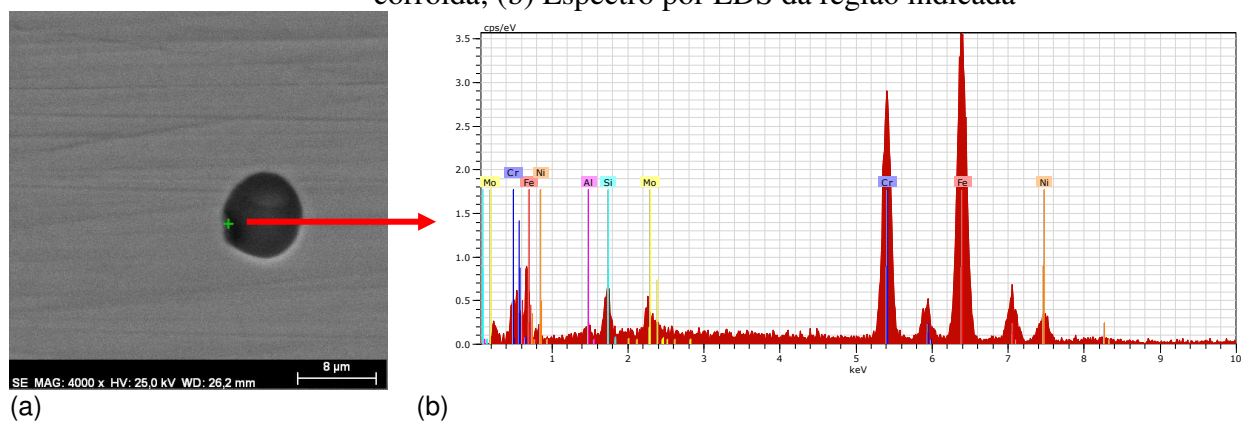 corroída, (b) Espectro por EDS da região indicada
cps/eV
3.5
3.0
2.5
2.0
1.5
1.0
0.5
0.0
Mo
Cr
Fe
Ni
Al
Si
Mo
Cr
Fe
Ni
1 2 3 4 5 6 7 8 9 10
keV
SE MAG: 4000 x HV: 25,0 kV WD: 26,2 mm
8 µm
(a)
(b)